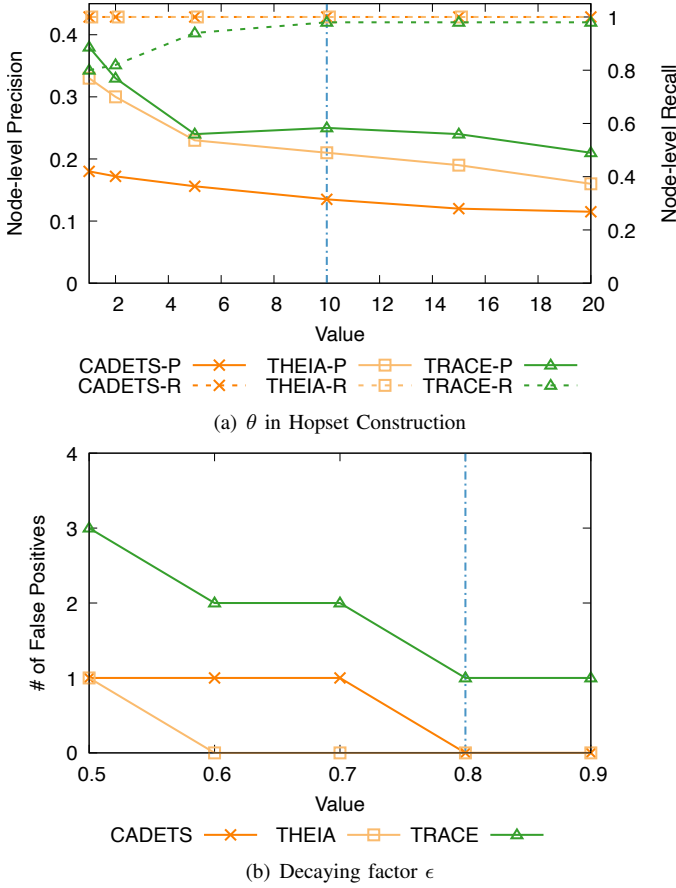 0.4
0.3
0.2
0.1
0
1
0.8
0.6
0.4
0.2
0
Node-level Precision
Node-level Recall
2 4 6 8 10 12 14 16 18 20
Value
CADETS-P THEIA-P TRACE-P
CADETS-R THEIA-R TRACE-R
(a) θ in Hopset Construction
4
3
2
1
0
# of False Positives
0.5 0.6 0.7 0.8 0.9
Value
CADETS THEIA TRACE
(b) Decaying factor ϵ